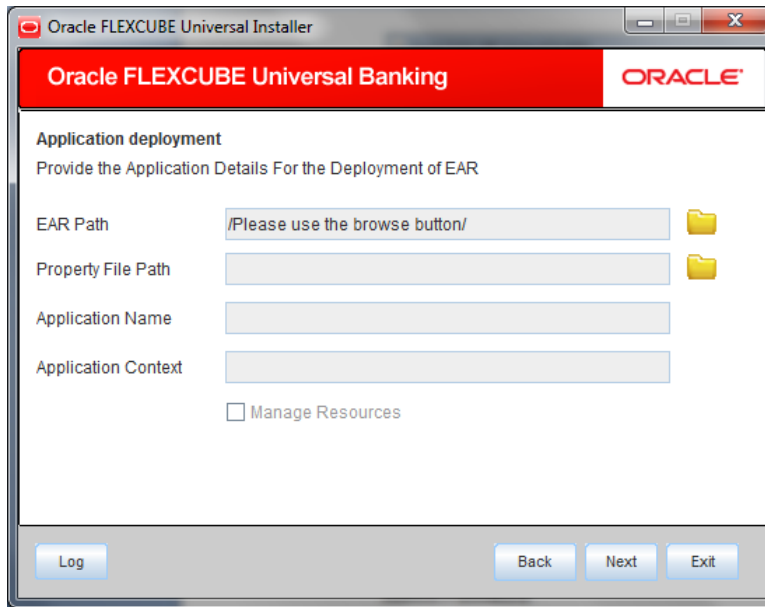 Oracle FLEXCUBE Universal Installer
Oracle FLEXCUBE Universal Banking
ORACLE
Application deployment
Provide the Application Details For the Deployment of EAR
EAR Path /Please use the browse button/
Property File Path
Application Name
Application Context
Manage Resources
Log Back Next Exit